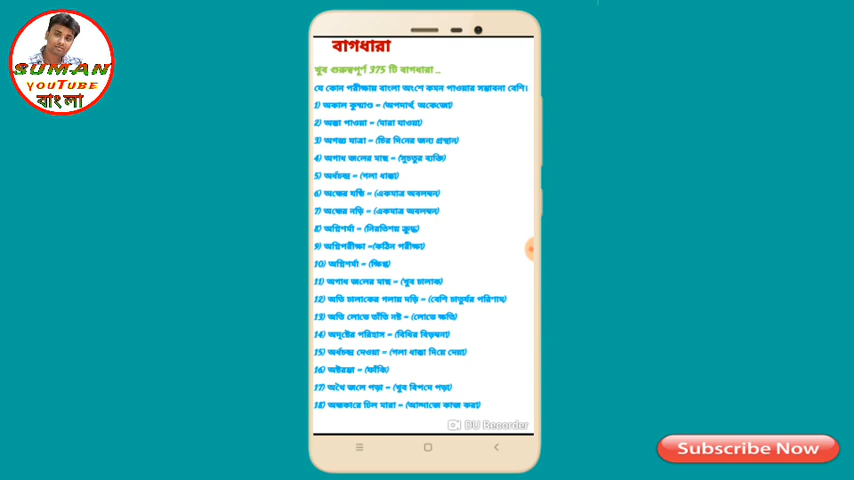 SUMAN
YOUTUBE
বাংলা
বাগধারা
খুব গুরুত্বপূর্ণ 375 টি বাগধারা ...
যে কোন পরীক্ষায় বাংলা অংশে কমন পাওয়ার সম্ভাবনা বেশি।
1) অকাল কুষ্মাণ্ড = (অপদার্থ, অকেজো)
2) অক্কা পাওয়া = (মারা যাওয়া)
3) অগস্ত্য যাত্রা = (চির দিনের জন্য প্রস্থান)
4) অগাধ জলের মাছ = (সুচতুর ব্যক্তি)
5) অর্ধচন্দ্র = (গলা ধাক্কা)
6) অন্ধের যষ্ঠি = (একমাত্র অবলম্বন)
7) অন্ধের নড়ি = (একমাত্র অবলম্বন)
8) অগ্নিশর্মা = (নিরতিশয় ক্রুদ্ধ)
9) অগ্নিপরীক্ষা =(কঠিন পরীক্ষা)
10) অগ্নিশর্মা = (ক্ষিপ্ত)
11) অগাধ জলের মাছ = (খুব চালাক)
12) অতি চালাকের গলায় দড়ি = (বেশি চাতুর্যর পরিণাম)
13) অতি লোভে তাঁতি নষ্ট = (লোভে ক্ষতি)
14) অদৃষ্টের পরিহাস = (বিধির বিড়ম্বনা)
15) অর্ধচন্দ্র দেওয়া = (গলা ধাক্কা দিয়ে দেয়া)
16) অষ্টরম্ভা = (ফাঁকি)
17) অথৈ জলে পড়া = (খুব বিপদে পড়া)
18) অন্ধকারে ঢিল মারা = (আন্দাজে কাজ করা)
DU Recorder
Subscribe Now